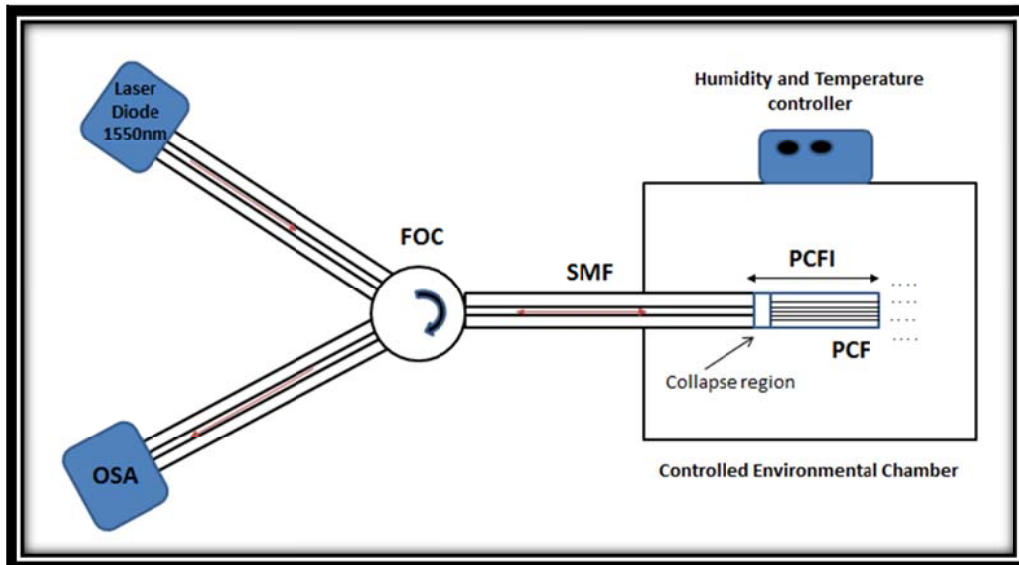 Laser
Diode
1550nm
Humidity and Temperature
controller
FOC
SMF
PCFI
PCF
Collapse region
OSA
Controlled Environmental Chamber